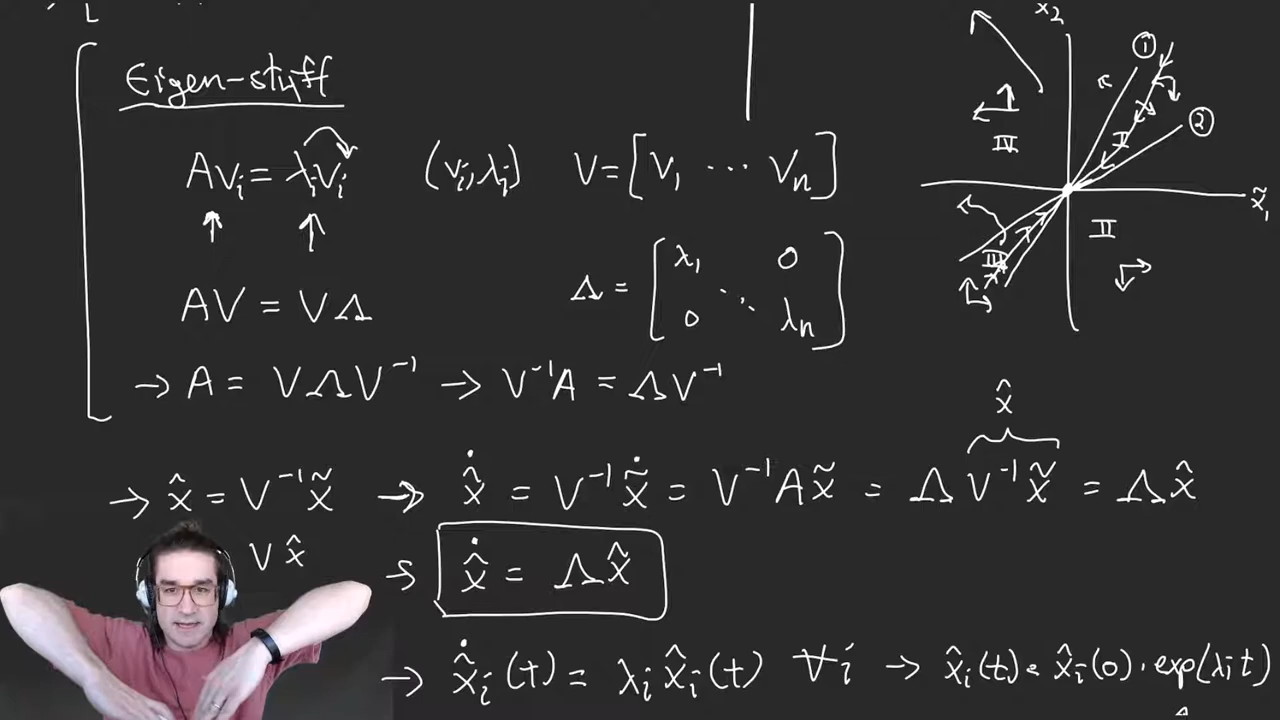 Eigen-stuff
Avᵢ = λᵢvᵢ (vᵢ, λᵢ) V = [V₁ ⋯ Vₙ]
Λ = [λ₁ 0
⋱
0 λₙ]
AV = VΛ
→ A = VΛV⁻¹ → V⁻¹A = ΛV⁻¹
x₂
①
②
x̃₁
IV
I
II
III
x̂
→ x̂ = V⁻¹x̃ → x̂̇ = V⁻¹x̃̇ = V⁻¹Ax̃ = ΛV⁻¹x̃ = Λx̂
Vx̂
→ x̂̇ = Λx̂
→ x̂̇ᵢ(t) = λᵢx̂ᵢ(t) ∀i → x̂ᵢ(t) = x̂ᵢ(0)·exp(λᵢt)